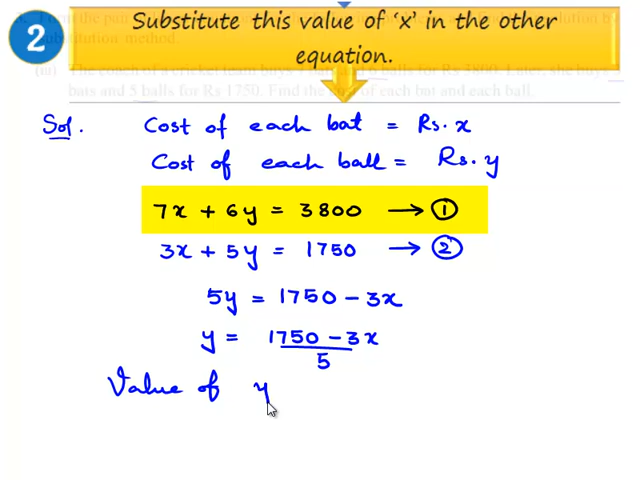 2
Substitute this value of ‘x’ in the other
equation.
(iii) The coach of a cricket team buys 7 bats and 6 balls for Rs 3800. Later, she buys
bats and 5 balls for Rs 1750. Find the cost of each bat and each ball.
Sol. Cost of each bat = Rs. x
Cost of each ball = Rs. y
7x + 6y = 3800 → ①
3x + 5y = 1750 → ②
5y = 1750 – 3x
y = 1750 – 3x
5
Value of y